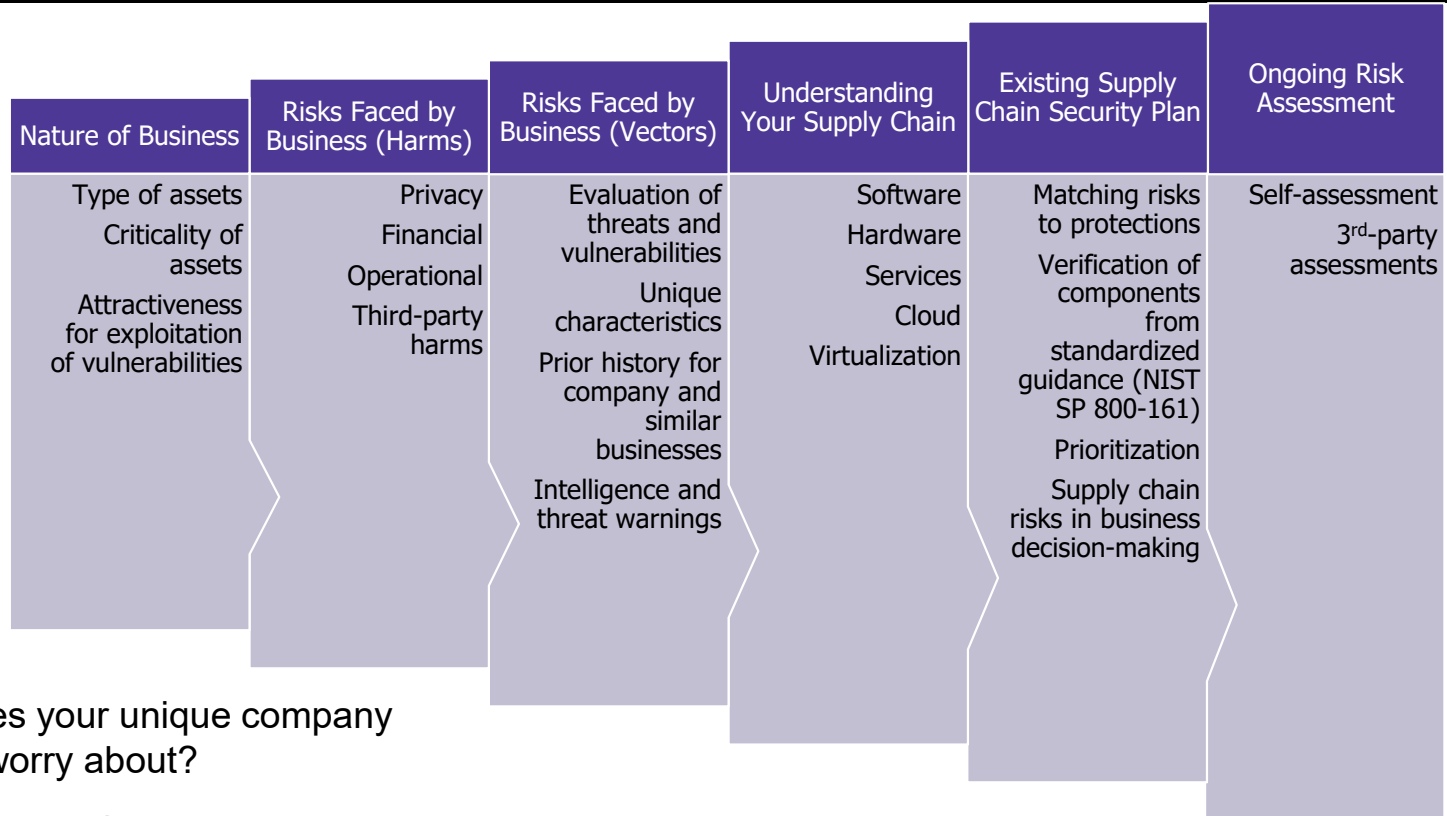 Nature of Business
Type of assets
Criticality of
assets
Attractiveness
for exploitation
of vulnerabilities
Risks Faced by
Business (Harms)
Privacy
Financial
Operational
Third-party
harms
Risks Faced by
Business (Vectors)
Evaluation of
threats and
vulnerabilities
Unique
characteristics
Prior history for
company and
similar
businesses
Intelligence and
threat warnings
Understanding
Your Supply Chain
Software
Hardware
Services
Cloud
Virtualization
Existing Supply
Chain Security Plan
Matching risks
to protections
Verification of
components
from
standardized
guidance (NIST
SP 800-161)
Prioritization
Supply chain
risks in business
decision-making
Ongoing Risk
Assessment
Self-assessment
3rd-party
assessments
es your unique company
worry about?